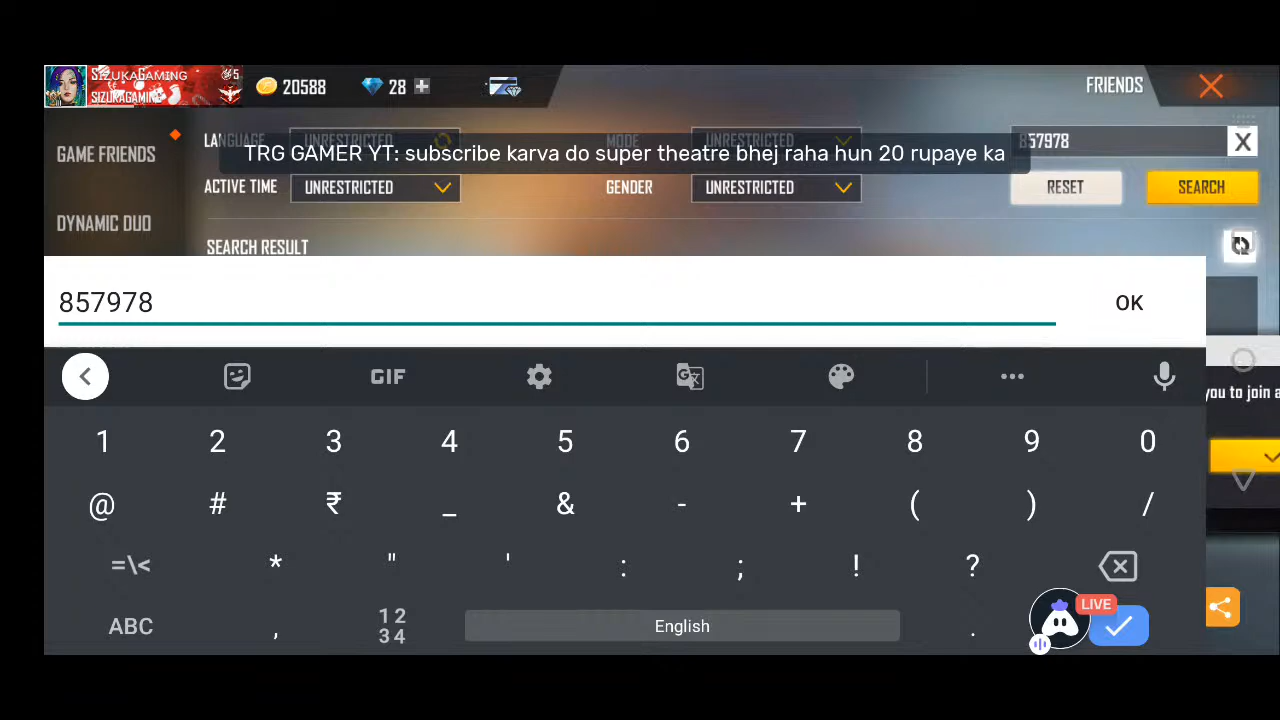 SIZUKAGAMING
SIZUKAGAMING
5
20588
28
FRIENDS
GAME FRIENDS
DYNAMIC DUO
LANGUAGE
UNRESTRICTED
MODE
UNRESTRICTED
857978
X
TRG GAMER YT: subscribe karva do super theatre bhej raha hun 20 rupaye ka
ACTIVE TIME
UNRESTRICTED
GENDER
UNRESTRICTED
RESET
SEARCH
SEARCH RESULT
857978
OK
GIF
you to join a
1 2 3 4 5 6 7 8 9 0
@ # ₹ _ & - + ( ) /
=\< * " ' : ; ! ?
ABC , 12 34 English .
LIVE